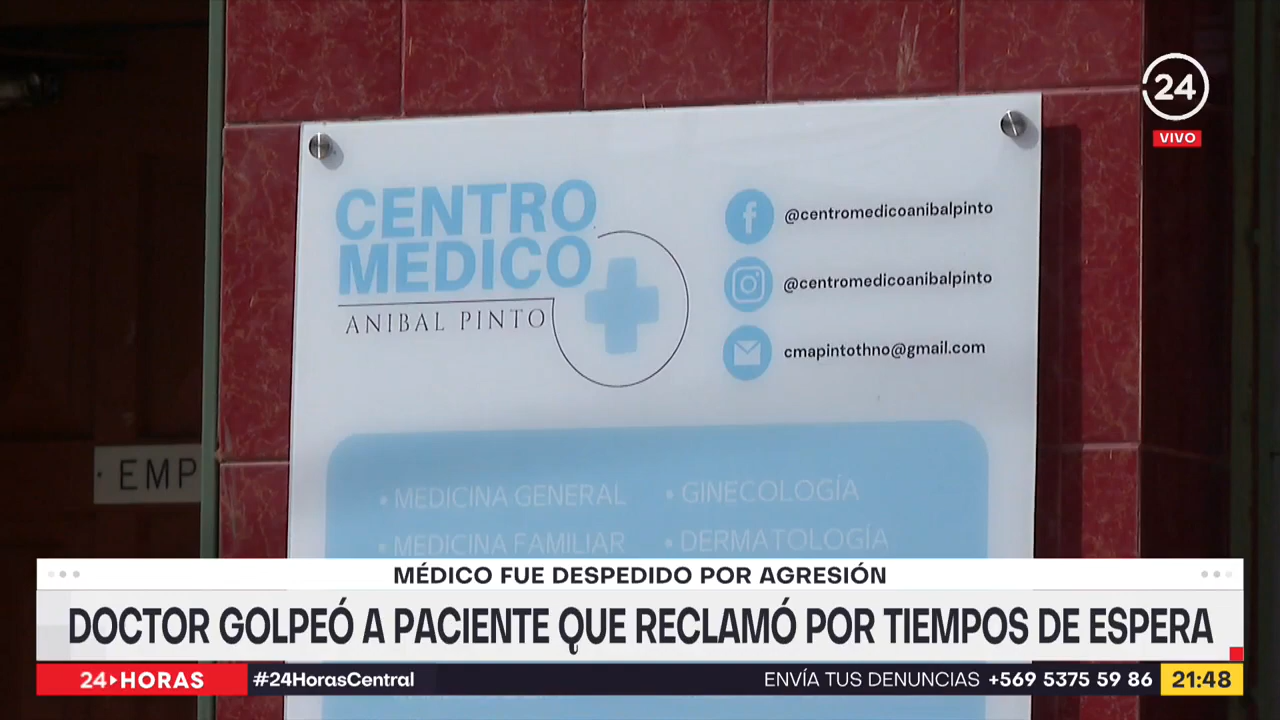 24
VIVO
CENTRO
MEDICO
ANIBAL PINTO
@centromedicoanibalpinto
@centromedicoanibalpinto
cmapintothno@gmail.com
· EMP
• MEDICINA GENERAL
• GINECOLOGÍA
• MEDICINA FAMILIAR
• DERMATOLOGÍA
MÉDICO FUE DESPEDIDO POR AGRESIÓN
DOCTOR GOLPEÓ A PACIENTE QUE RECLAMÓ POR TIEMPOS DE ESPERA
24 HORAS
#24HorasCentral
ENVÍA TUS DENUNCIAS +569 5375 59 86
21:48